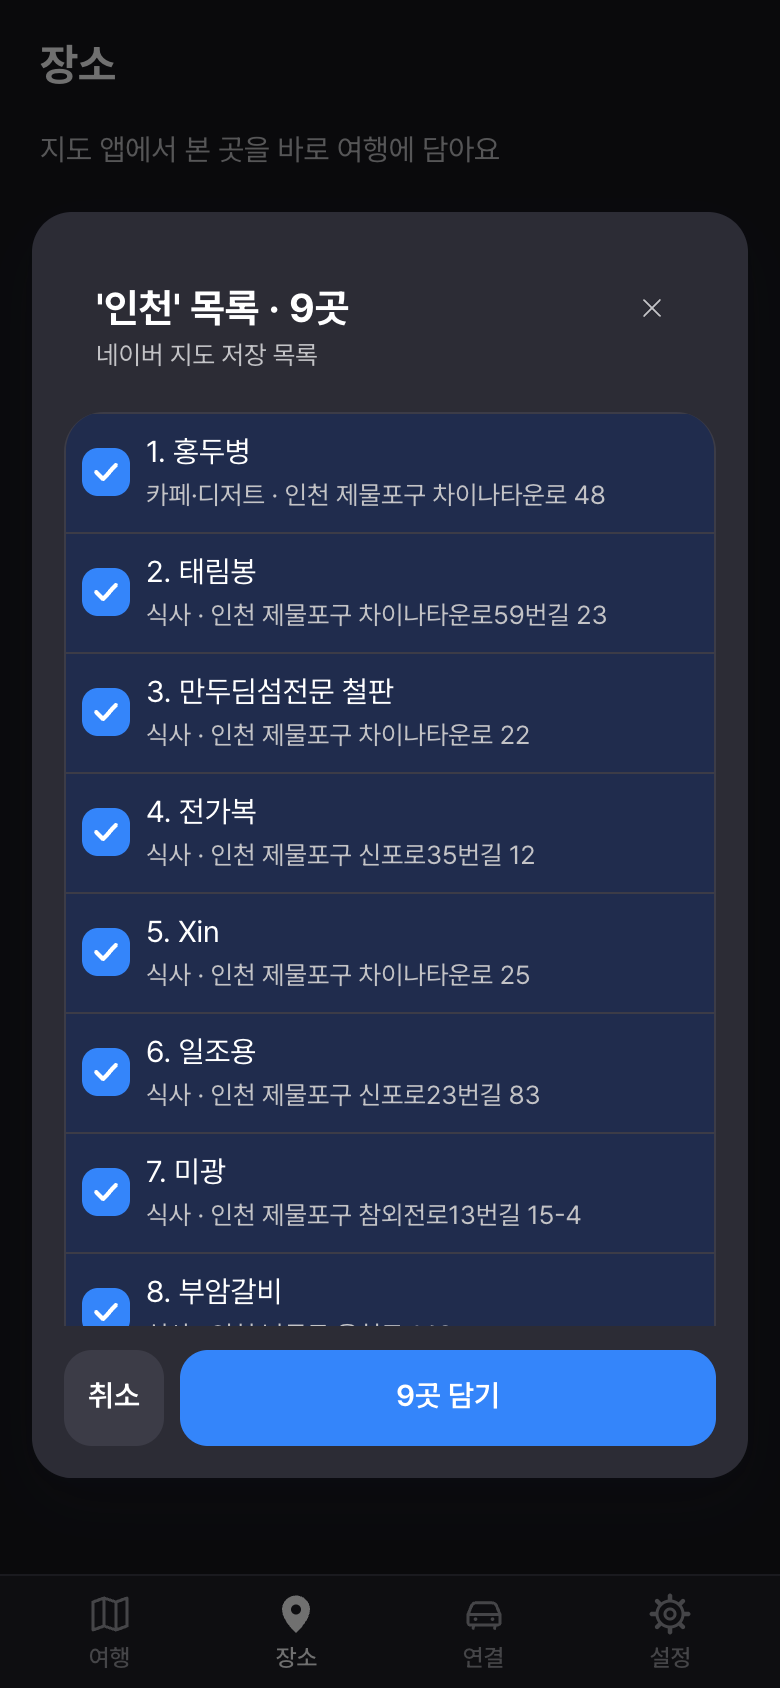 장소
지도 앱에서 본 곳을 바로 여행에 담아요
'인천' 목록 · 9곳
네이버 지도 저장 목록
1. 홍두병
카페·디저트 · 인천 제물포구 차이나타운로 48
2. 태림봉
식사 · 인천 제물포구 차이나타운로59번길 23
3. 만두딤섬전문 철판
식사 · 인천 제물포구 차이나타운로 22
4. 전가복
식사 · 인천 제물포구 신포로35번길 12
5. Xin
식사 · 인천 제물포구 차이나타운로 25
6. 일조용
식사 · 인천 제물포구 신포로23번길 83
7. 미광
식사 · 인천 제물포구 참외전로13번길 15-4
8. 부암갈비
취소
9곳 담기
여행
장소
연결
설정